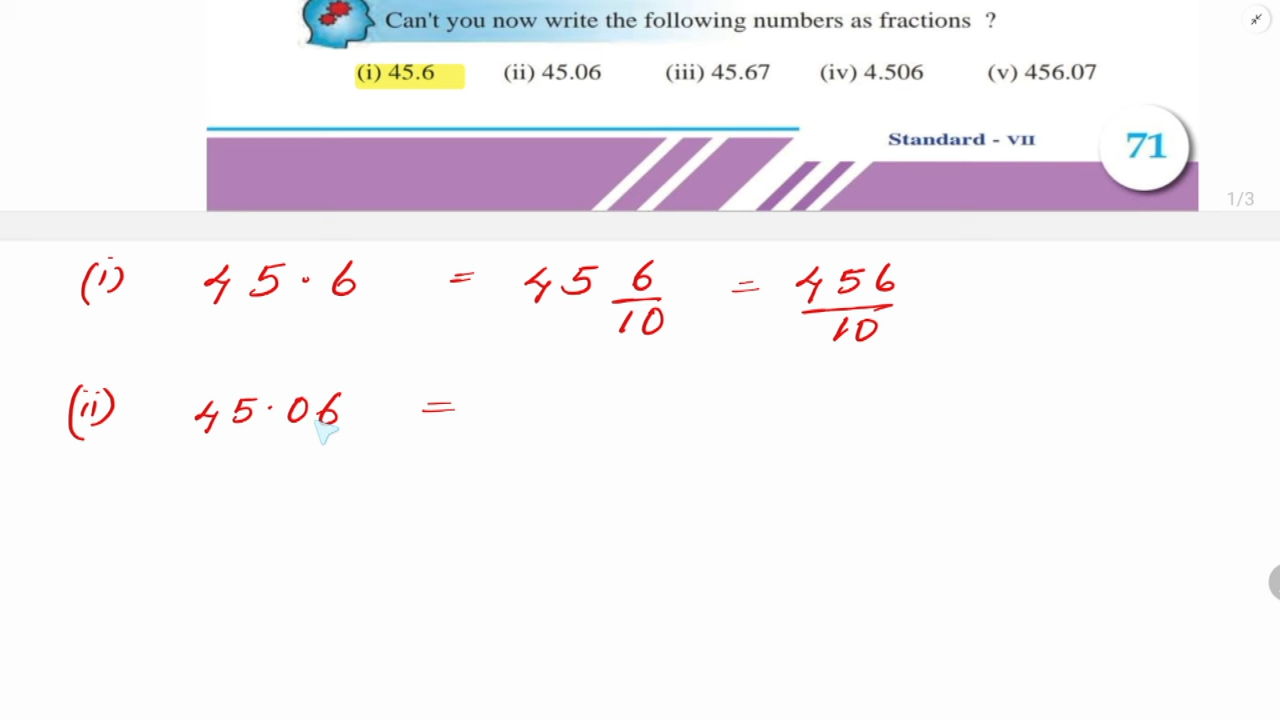 Can't you now write the following numbers as fractions ?
(i) 45.6 (ii) 45.06 (iii) 45.67 (iv) 4.506 (v) 456.07
Standard - VII 71
1/3
(i) 45·6 = 45 6/10 = 456/10
(ii) 45·06 =